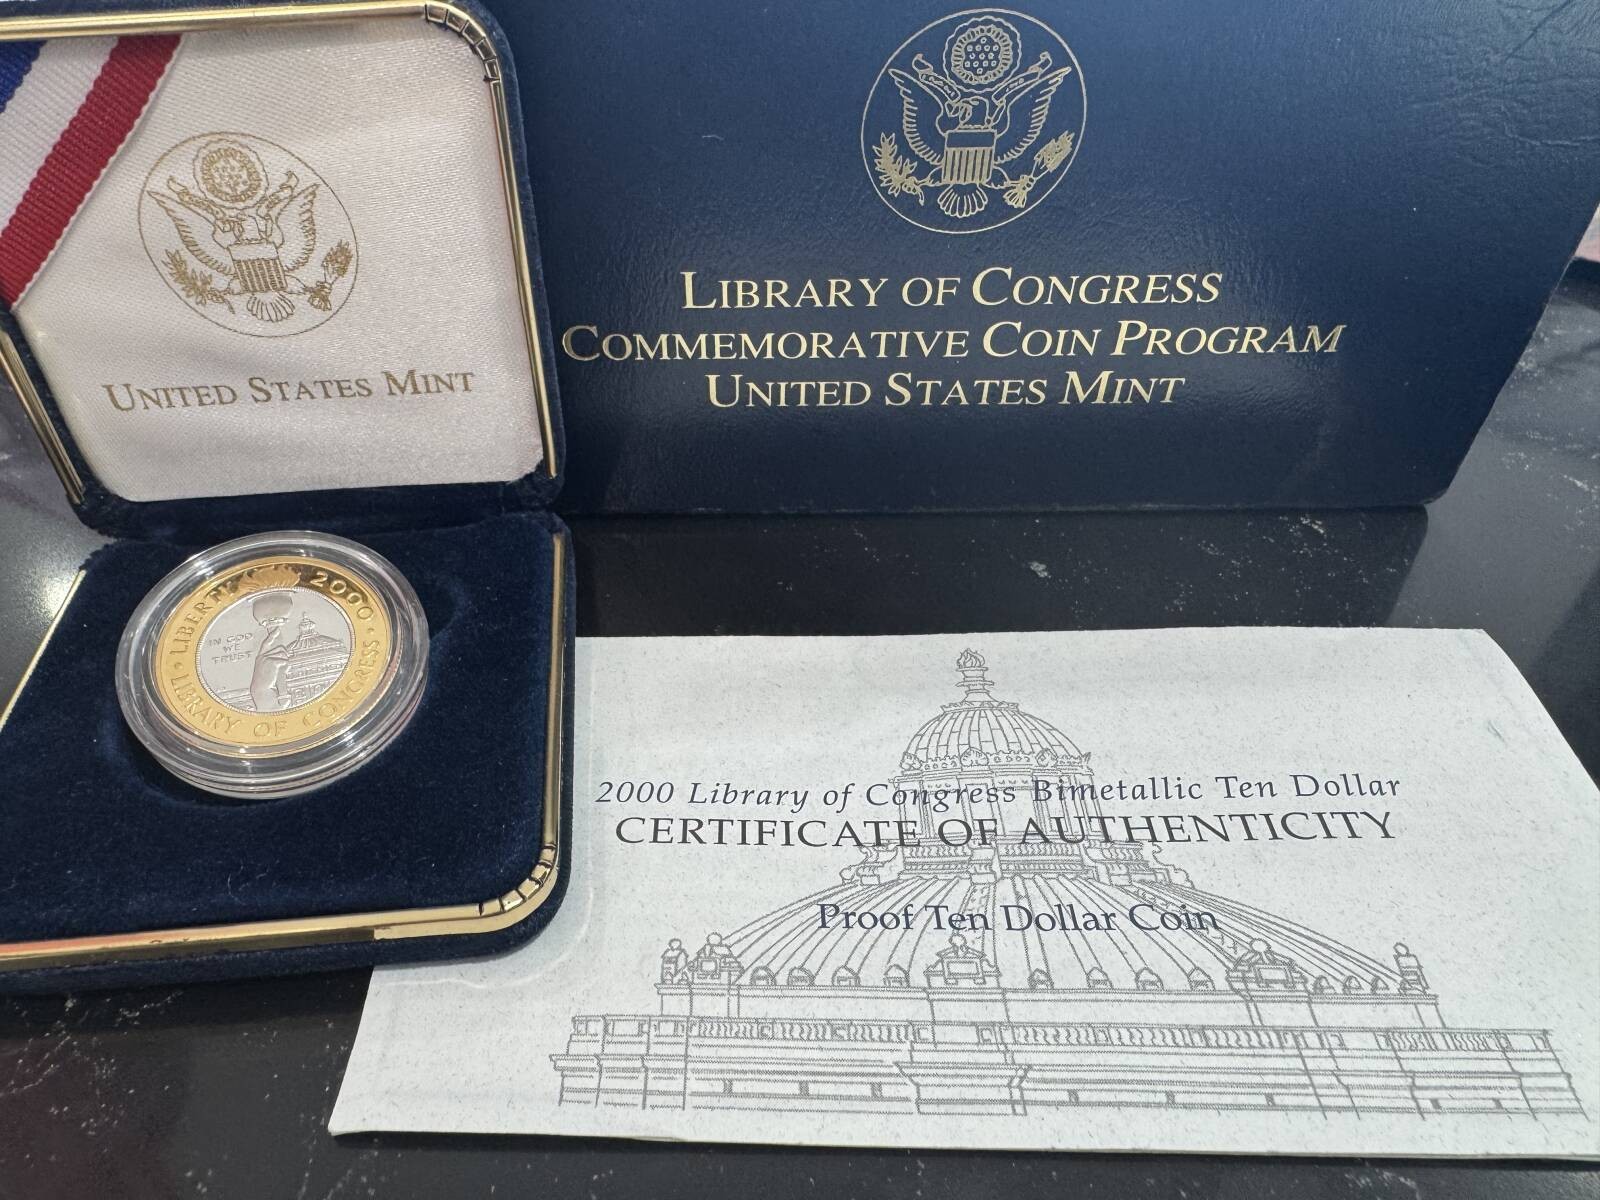 UNITED STATES MINT
LIBRARY OF CONGRESS
COMMEMORATIVE COIN PROGRAM
UNITED STATES MINT
LIBERTY 2000
IN GOD
WE
TRUST
LIBRARY OF CONGRESS
2000 Library of Congress Bimetallic Ten Dollar
CERTIFICATE OF AUTHENTICITY
Proof Ten Dollar Coin